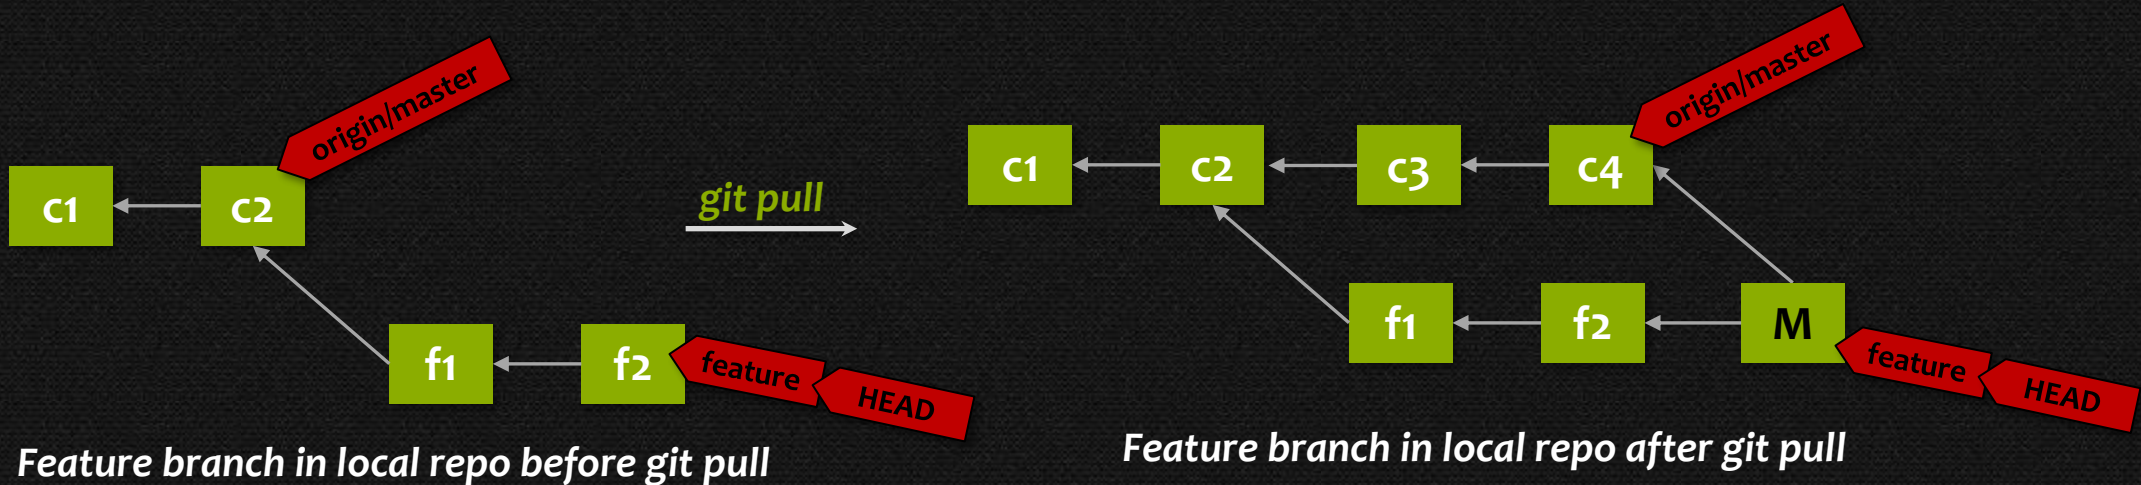 origin/master
c1
c2
f1
f2
feature
HEAD
Feature branch in local repo before git pull
git pull
origin/master
c1
c2
c3
c4
f1
f2
M
feature
HEAD
Feature branch in local repo after git pull